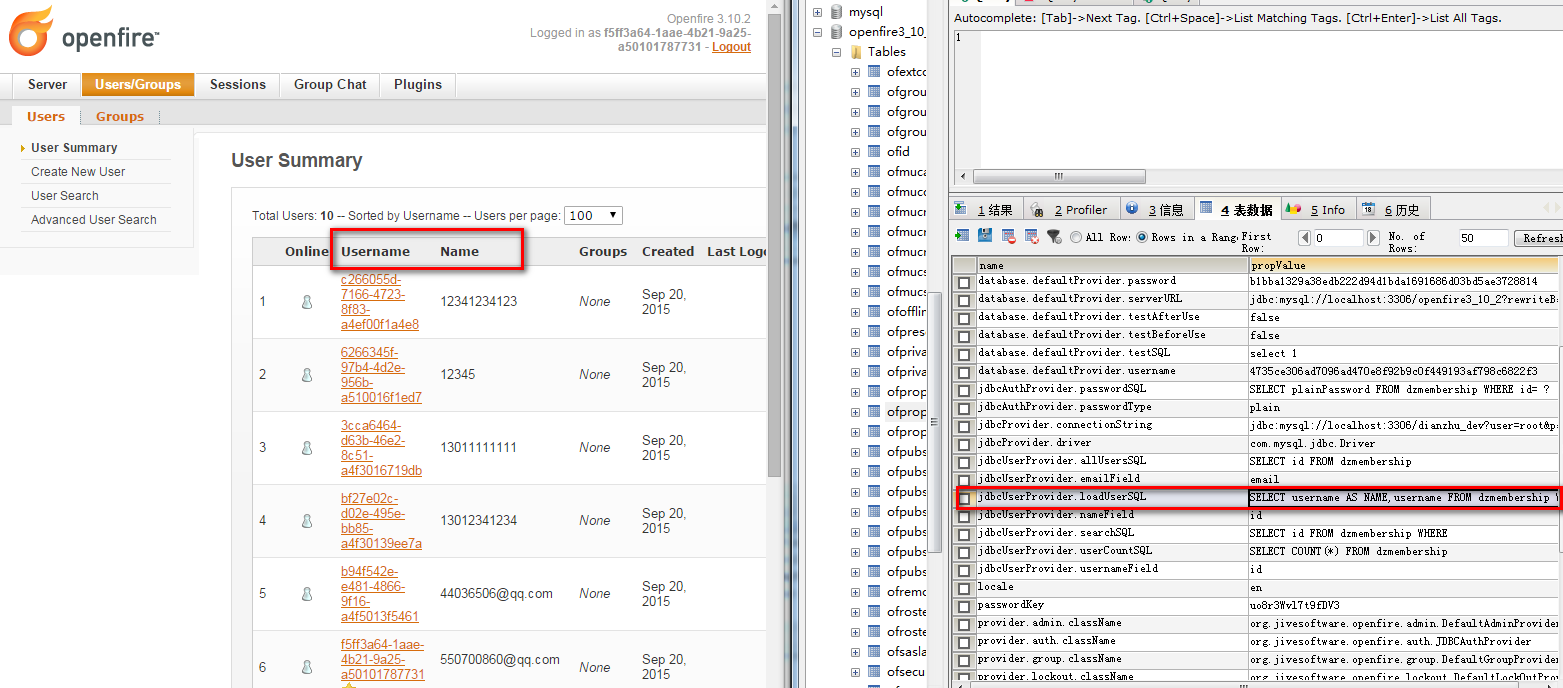 openfire™
Openfire 3.10.2
Logged in as f5ff3a64-1aae-4b21-9a25-
a50101787731 - Logout
Server
Users/Groups
Sessions
Group Chat
Plugins
Users
Groups
User Summary
Create New User
User Search
Advanced User Search
User Summary
Total Users: 10 -- Sorted by Username -- Users per page: 100
Online Username Name Groups Created Last Logo
1 c266055d-
7166-4723-
8f83-
a4ef00f1a4e8
12341234123 None Sep 20,
2015
2 6266345f-
97b4-4d2e-
956b-
a510016f1ed7
12345 None Sep 20,
2015
3 3cca6464-
d63b-46e2-
8c51-
a4f3016719db
13011111111 None Sep 20,
2015
4 bf27e02c-
d02e-495e-
bb85-
a4f30139ee7a
13012341234 None Sep 20,
2015
5 b94f542e-
e481-4866-
9f16-
a4f5013f5461
44036506@qq.com None Sep 20,
2015
6 f5ff3a64-1aae-
4b21-9a25-
a50101787731
550700860@qq.com None Sep 20,
2015
mysql
openfire3_10_
Tables
ofextco
ofgrou
ofgrou
ofgrou
ofid
ofmuca
ofmucc
ofmucr
ofmucr
ofmucr
ofmucs
ofmucs
ofofflin
ofpres
ofpriva
ofpriva
ofprop
ofprop
ofprop
ofpubs
ofpubs
ofpubs
ofpubs
ofpubs
ofpubs
ofpubs
ofremo
ofroste
ofroste
ofsasla
ofsecu
Autocomplete: [Tab]->Next Tag. [Ctrl+Space]->List Matching Tags. [Ctrl+Enter]->List All Tags.
1
1 结果
2 Profiler
3 信息
4 表数据
5 Info
6 历史
All Row: Rows in a Rang First
Row: 0 No. of
Rows: 50 Refresh
name propValue
database.defaultProvider.password b1bba1329a38edb222d94d1bda1691686d03bd5ae3728814
database.defaultProvider.serverURL jdbc:mysql://localhost:3306/openfire3_10_2?rewriteB
database.defaultProvider.testAfterUse false
database.defaultProvider.testBeforeUse false
database.defaultProvider.testSQL select 1
database.defaultProvider.username 4735ce306ad7096ad470e8f92b9c0f449193af798c6822f3
jdbcAuthProvider.passwordSQL SELECT plainPassword FROM dzmembership WHERE id= ?
jdbcAuthProvider.passwordType plain
jdbcProvider.connectionString jdbc:mysql://localhost:3306/dianzhu_dev?user=root&p
jdbcProvider.driver com.mysql.jdbc.Driver
jdbcUserProvider.allUsersSQL SELECT id FROM dzmembership
jdbcUserProvider.emailField email
jdbcUserProvider.loadUserSQL SELECT username AS NAME,username FROM dzmembership
jdbcUserProvider.nameField id
jdbcUserProvider.searchSQL SELECT id FROM dzmembership WHERE
jdbcUserProvider.userCountSQL SELECT COUNT(*) FROM dzmembership
jdbcUserProvider.usernameField id
locale en
passwordKey uo8r3Wvl7t9fDV3
provider.admin.className org.jivesoftware.openfire.admin.DefaultAdminProvider
provider.auth.className org.jivesoftware.openfire.auth.JDBCAuthProvider
provider.group.className org.jivesoftware.openfire.group.DefaultGroupProvider
provider.lockout.className org.jivesoftware.openfire.lockout.DefaultLockOutProv